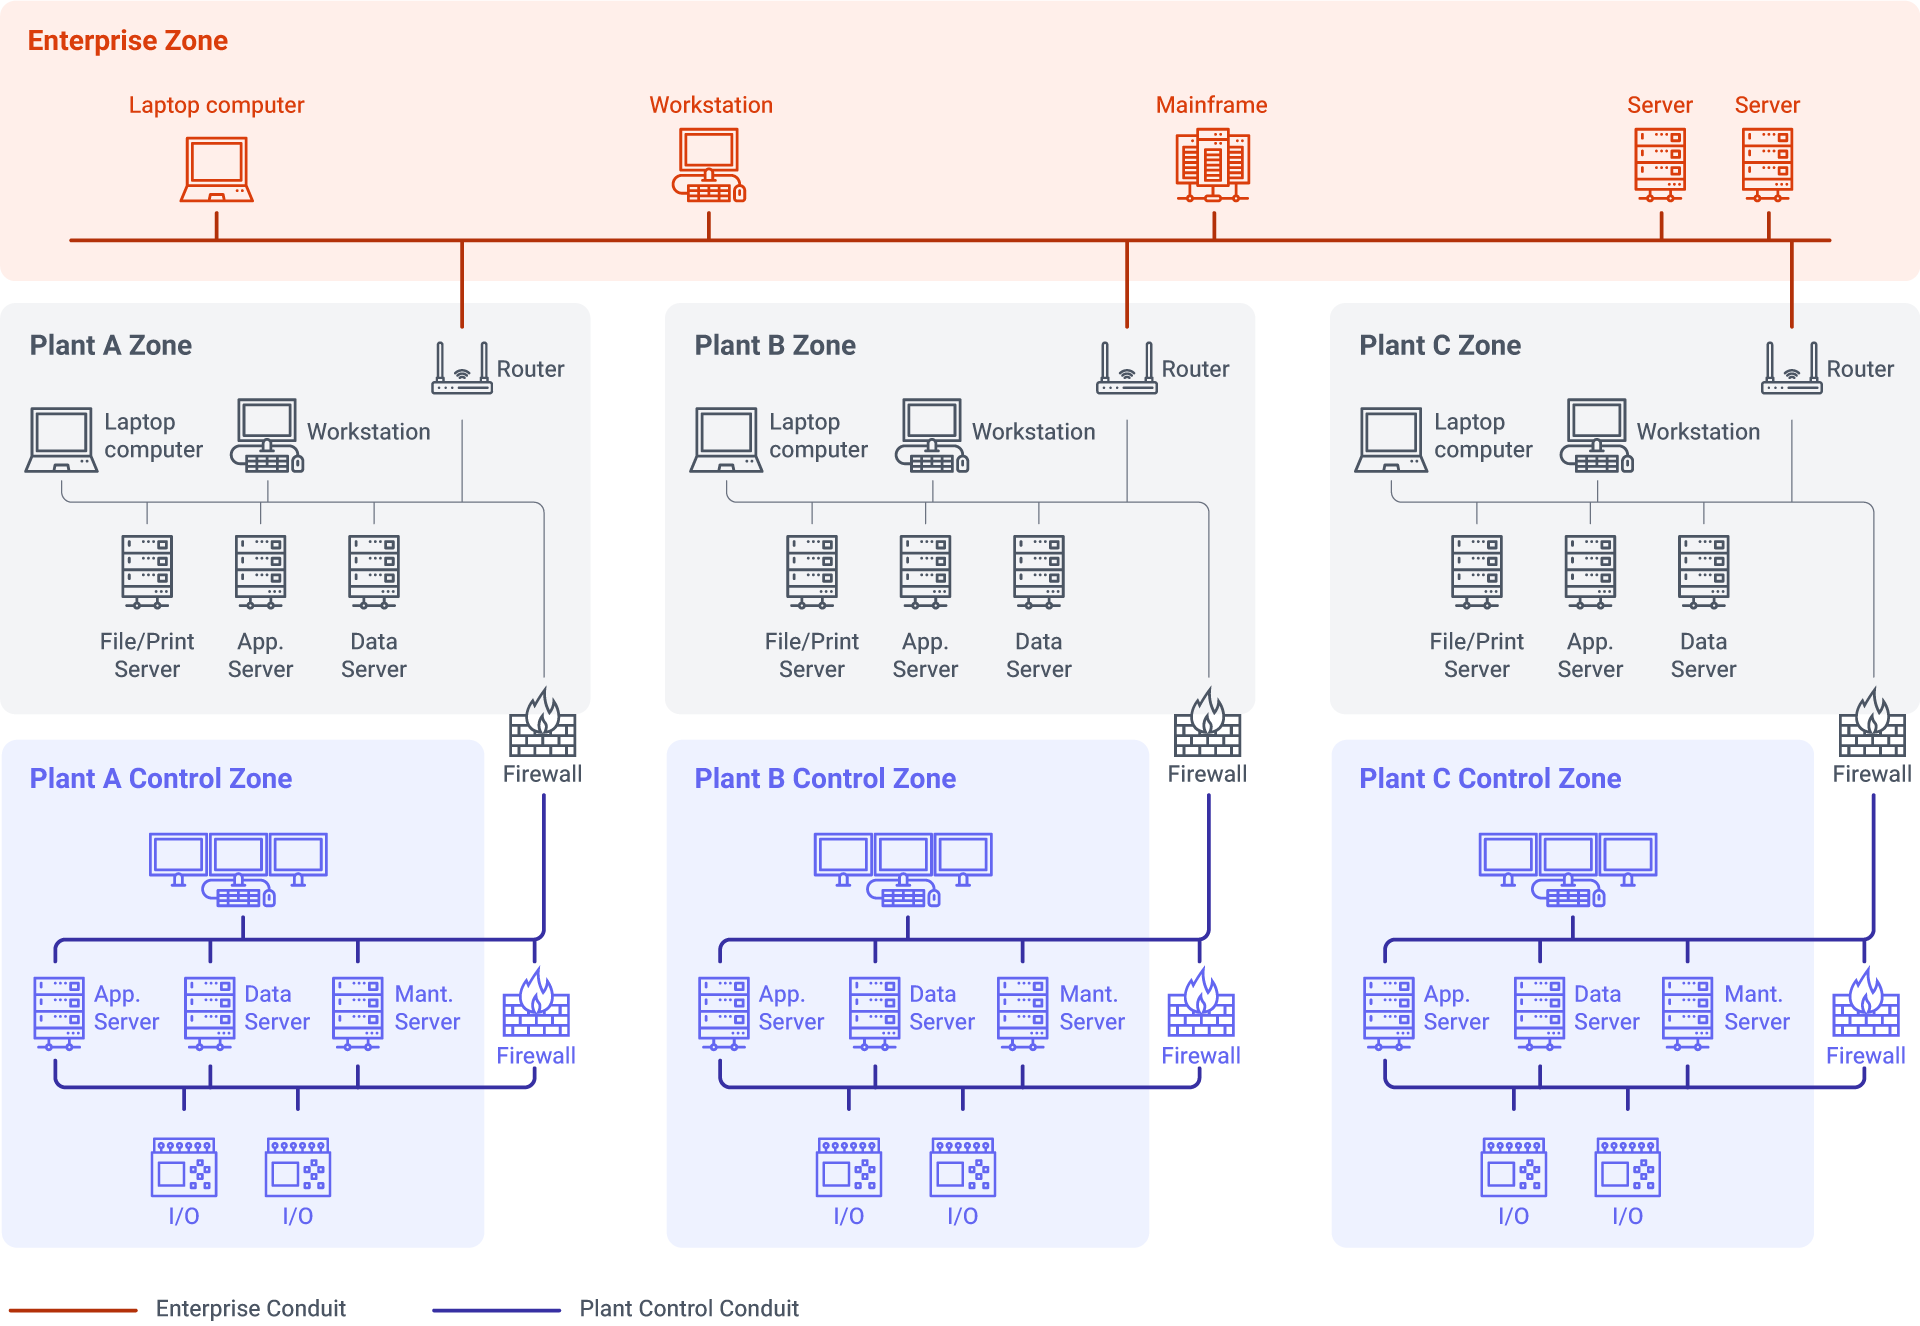 Enterprise Zone
Laptop computer
Workstation
Mainframe
Server
Server
Plant A Zone
Router
Laptop
computer
Workstation
File/Print
Server
App.
Server
Data
Server
Firewall
Plant B Zone
Router
Laptop
computer
Workstation
File/Print
Server
App.
Server
Data
Server
Firewall
Plant C Zone
Router
Laptop
computer
Workstation
File/Print
Server
App.
Server
Data
Server
Firewall
Plant A Control Zone
App.
Server
Data
Server
Mant.
Server
Firewall
I/O
I/O
Plant B Control Zone
App.
Server
Data
Server
Mant.
Server
Firewall
I/O
I/O
Plant C Control Zone
App.
Server
Data
Server
Mant.
Server
Firewall
I/O
I/O
Enterprise Conduit
Plant Control Conduit